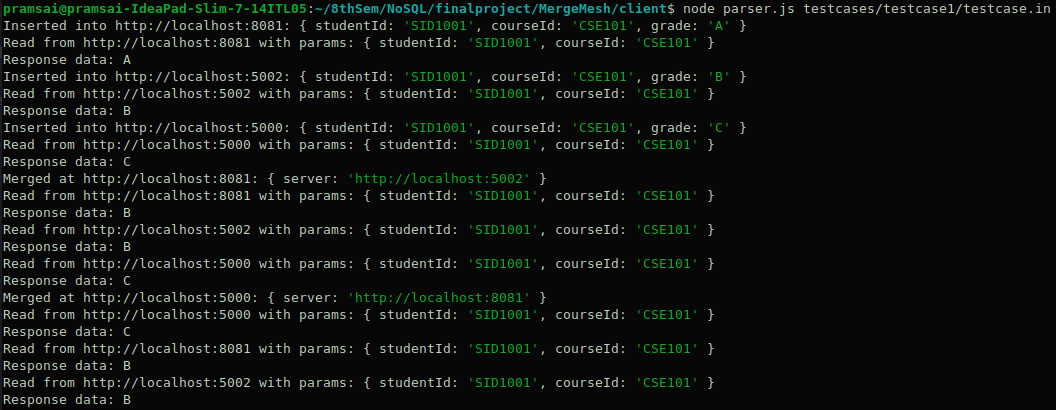 pramsai@pramsai-IdeaPad-Slim-7-14ITL05:~/8thSem/NoSQL/finalproject/MergeMesh/client$ node parser.js testcases/testcase1/testcase.in
Inserted into http://localhost:8081: { studentId: 'SID1001', courseId: 'CSE101', grade: 'A' }
Read from http://localhost:8081 with params: { studentId: 'SID1001', courseId: 'CSE101' }
Response data: A
Inserted into http://localhost:5002: { studentId: 'SID1001', courseId: 'CSE101', grade: 'B' }
Read from http://localhost:5002 with params: { studentId: 'SID1001', courseId: 'CSE101' }
Response data: B
Inserted into http://localhost:5000: { studentId: 'SID1001', courseId: 'CSE101', grade: 'C' }
Read from http://localhost:5000 with params: { studentId: 'SID1001', courseId: 'CSE101' }
Response data: C
Merged at http://localhost:8081: { server: 'http://localhost:5002' }
Read from http://localhost:8081 with params: { studentId: 'SID1001', courseId: 'CSE101' }
Response data: B
Read from http://localhost:5002 with params: { studentId: 'SID1001', courseId: 'CSE101' }
Response data: B
Read from http://localhost:5000 with params: { studentId: 'SID1001', courseId: 'CSE101' }
Response data: C
Merged at http://localhost:5000: { server: 'http://localhost:8081' }
Read from http://localhost:5000 with params: { studentId: 'SID1001', courseId: 'CSE101' }
Response data: C
Read from http://localhost:8081 with params: { studentId: 'SID1001', courseId: 'CSE101' }
Response data: B
Read from http://localhost:5002 with params: { studentId: 'SID1001', courseId: 'CSE101' }
Response data: B